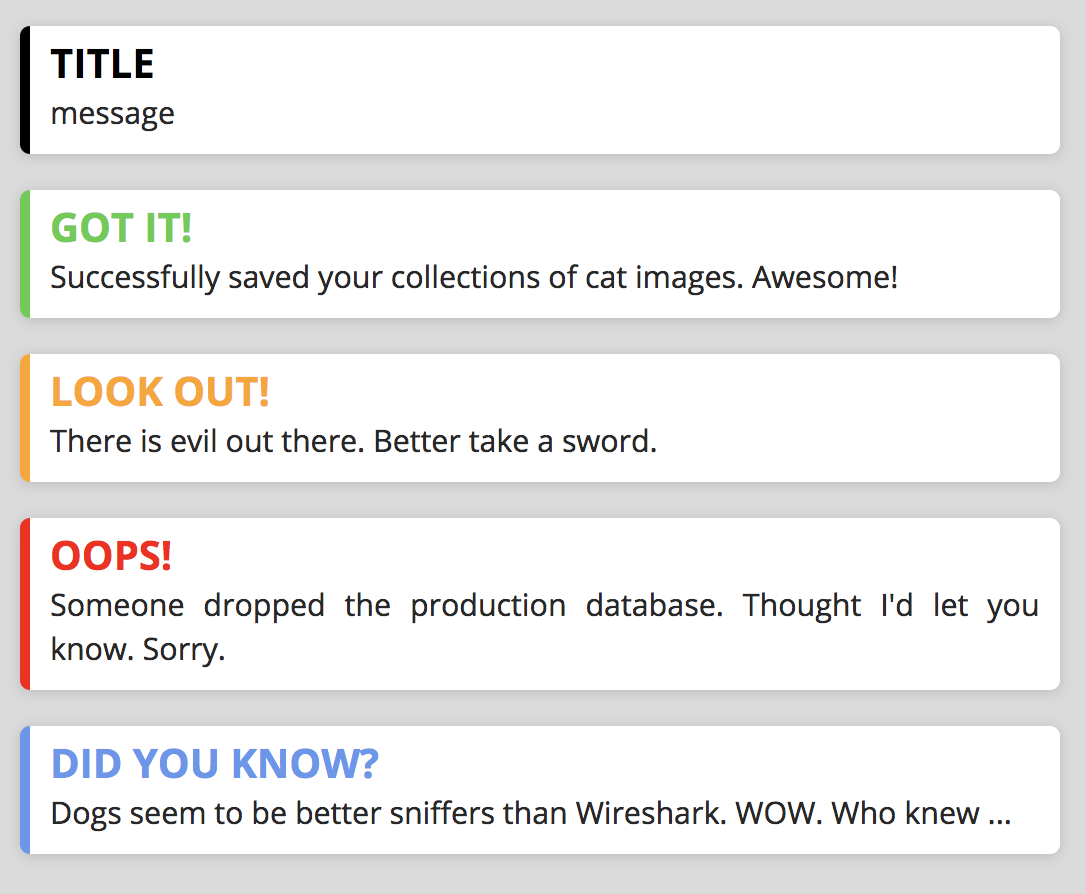 TITLE
message
GOT IT!
Successfully saved your collections of cat images. Awesome!
LOOK OUT!
There is evil out there. Better take a sword.
OOPS!
Someone dropped the production database. Thought I'd let you
know. Sorry.
DID YOU KNOW?
Dogs seem to be better sniffers than Wireshark. WOW. Who knew ...